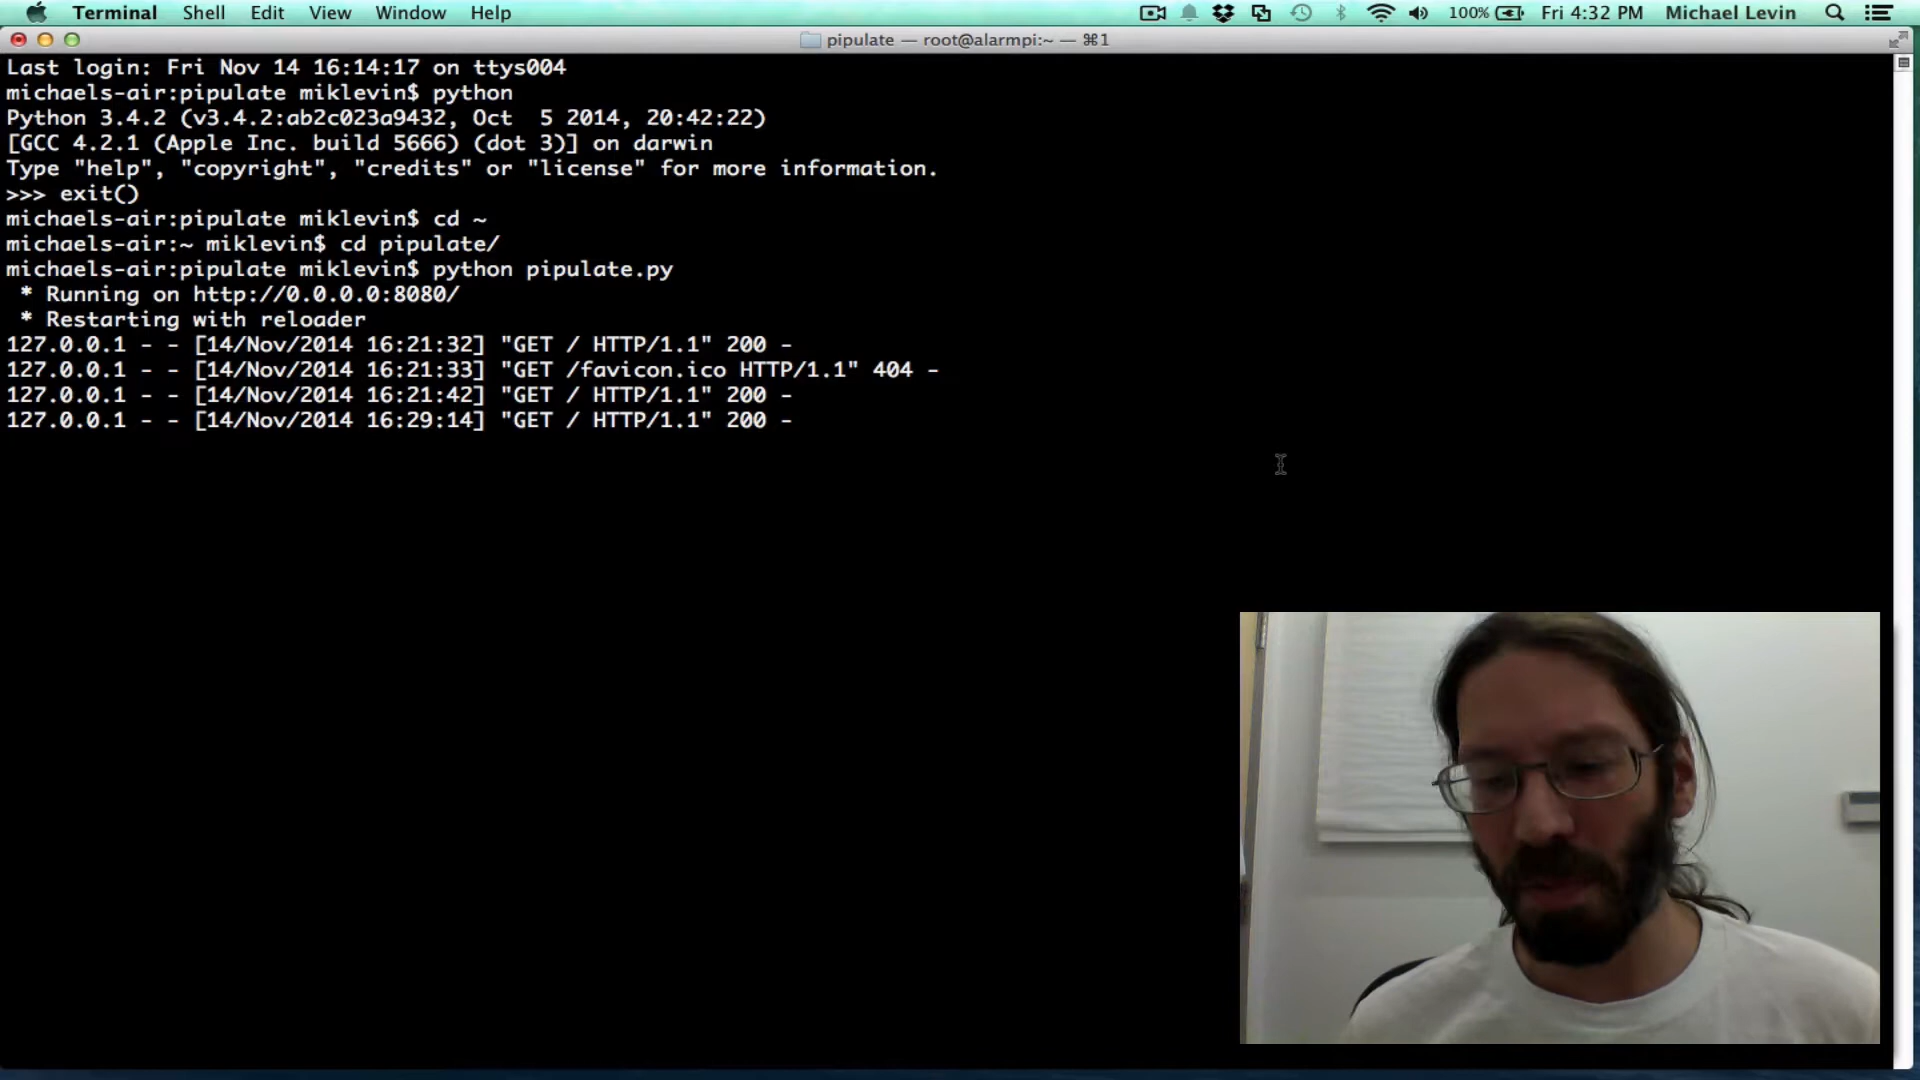 Terminal Shell Edit View Window Help 100% Fri 4:32 PM Michael Levin
pipulate — root@alarmpi:~ — ⌘1
Last login: Fri Nov 14 16:14:17 on ttys004
michaels-air:pipulate miklevin$ python
Python 3.4.2 (v3.4.2:ab2c023a9432, Oct  5 2014, 20:42:22)
[GCC 4.2.1 (Apple Inc. build 5666) (dot 3)] on darwin
Type "help", "copyright", "credits" or "license" for more information.
>>> exit()
michaels-air:pipulate miklevin$ cd ~
michaels-air:~ miklevin$ cd pipulate/
michaels-air:pipulate miklevin$ python pipulate.py
 * Running on http://0.0.0.0:8080/
 * Restarting with reloader
127.0.0.1 - - [14/Nov/2014 16:21:32] "GET / HTTP/1.1" 200 -
127.0.0.1 - - [14/Nov/2014 16:21:33] "GET /favicon.ico HTTP/1.1" 404 -
127.0.0.1 - - [14/Nov/2014 16:21:42] "GET / HTTP/1.1" 200 -
127.0.0.1 - - [14/Nov/2014 16:29:14] "GET / HTTP/1.1" 200 -